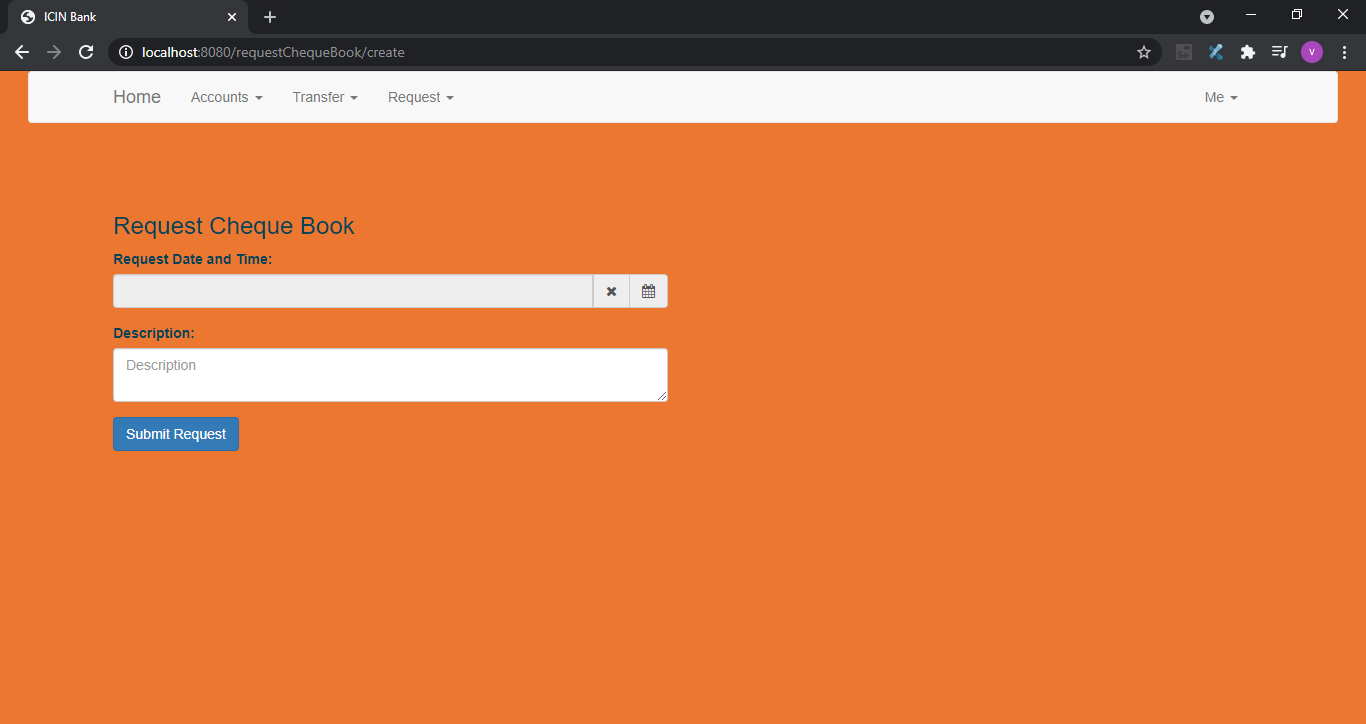 ICIN Bank
localhost:8080/requestChequeBook/create
V
Home Accounts Transfer Request Me
Request Cheque Book
Request Date and Time:
Description:
Description
Submit Request